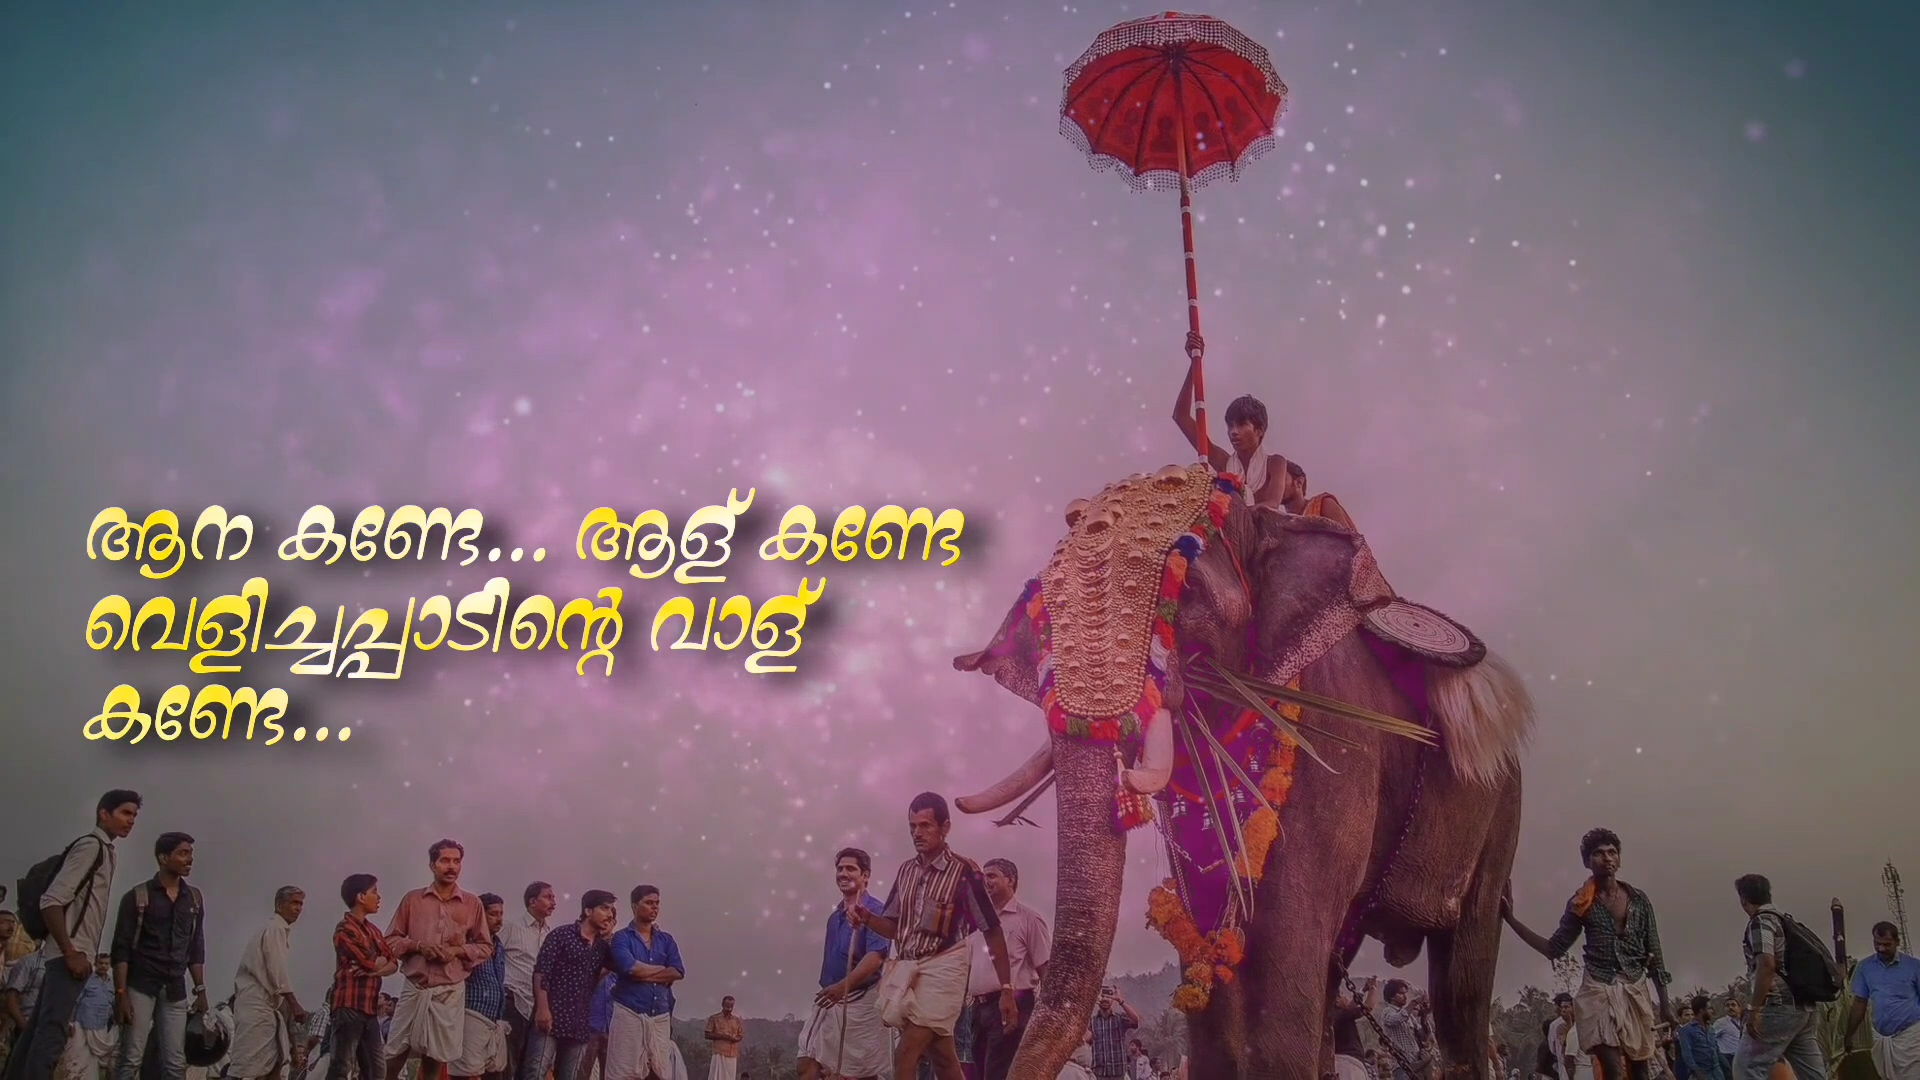 ആന കണ്ടേ... ആള് കണ്ടേ
വെളിച്ചപ്പാടിന്റെ വാള്
കണ്ടേ...